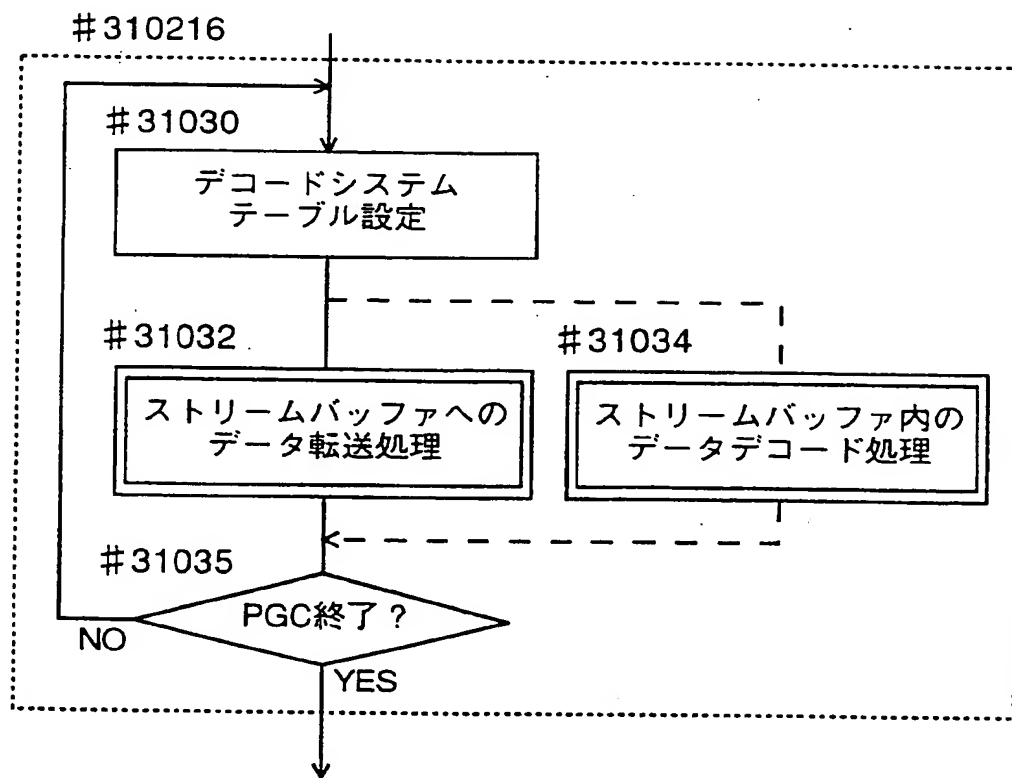 #310216
#31030
デコードシステム
テーブル設定
#31032
ストリームバッファへの
データ転送処理
#31034
ストリームバッファ内の
データデコード処理
#31035
PGC終了?
NO
YES